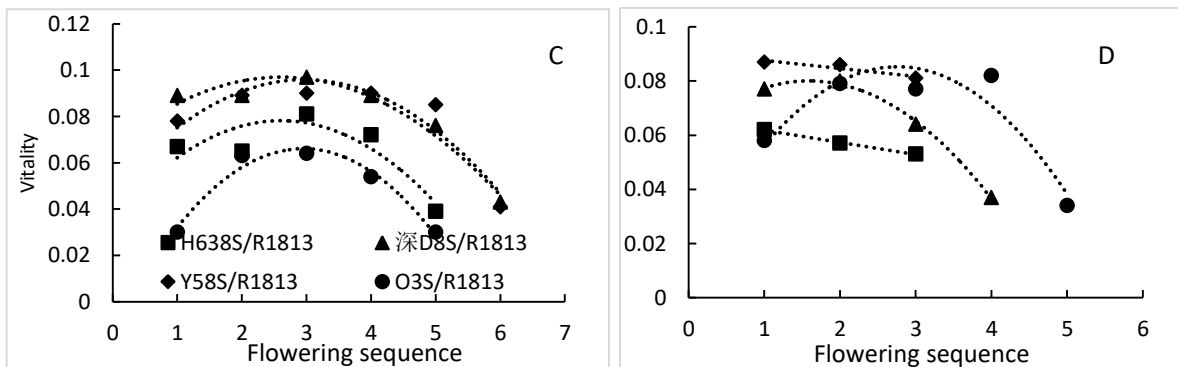 C
0.12
0.1
0.08
0.06
0.04
0.02
0
Vitality
H638S/R1813
深D8S/R1813
Y58S/R1813
O3S/R1813
0 1 2 3 4 5 6 7
Flowering sequence
D
0.1
0.08
0.06
0.04
0.02
0
0 1 2 3 4 5 6
Flowering sequence